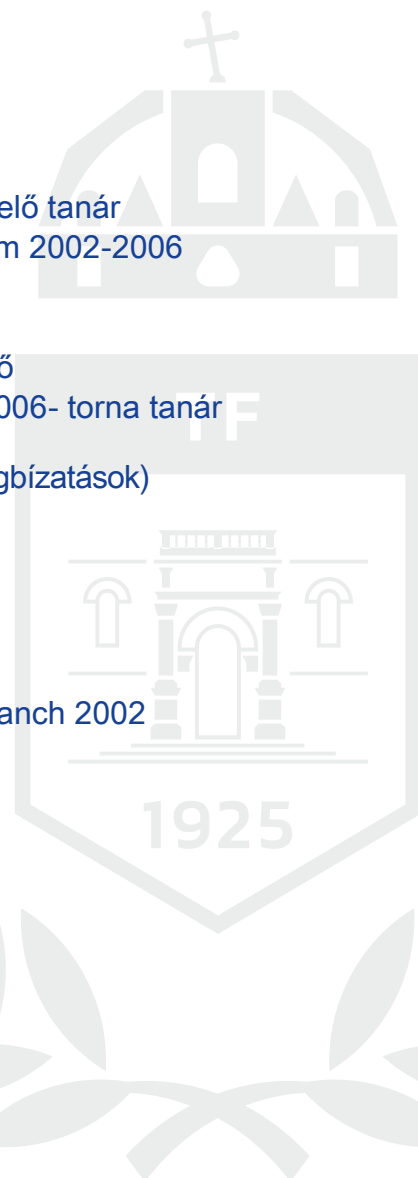 elő tanár
m 2002-2006
ő
006- torna tanár
TF
gbízatások)
anch 2002
1925